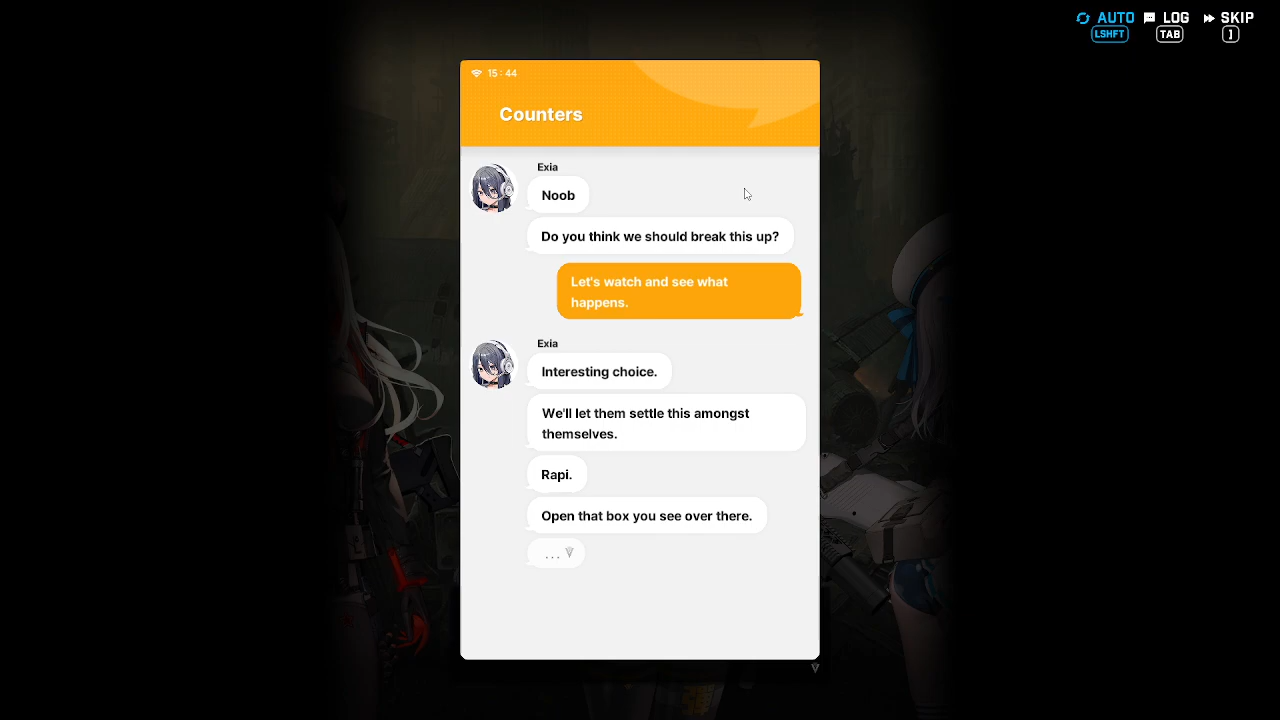 AUTO LOG SKIP
LSHFT TAB ]
15 : 44
Counters
Exia
Noob
Do you think we should break this up?
Let's watch and see what
happens.
Exia
Interesting choice.
We'll let them settle this amongst
themselves.
Rapi.
Open that box you see over there.
...